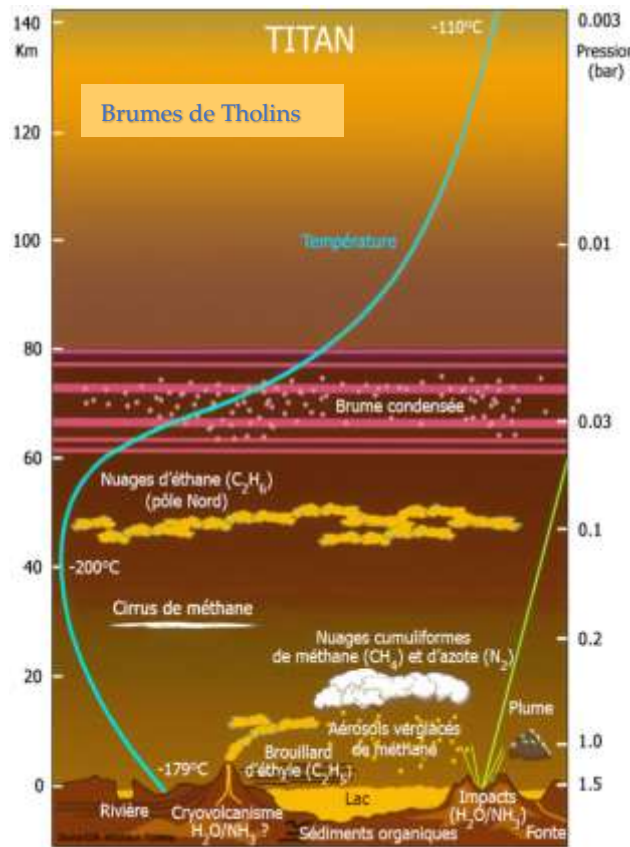 140
Km
120
100
80
60
40
20
0
TITAN
-110°C
0.003
Pression
(bar)
Brumes de Tholins
Température
0.01
Brume condensée
0.03
Nuages d'éthane (C₂H₆)
(pôle Nord)
0.1
-200°C
Cirrus de méthane
0.2
Nuages cumuliformes
de méthane (CH₄) et d'azote (N₂)
Plume
Aérosols verglacés
de méthane
1.0
Brouillard
d'éthyle (C₂H₅)
-179°C
1.5
Rivière
Cryovolcanisme
H₂O/NH₃ ?
Lac
Sédiments organiques
Impacts
(H₂O/NH₃)
Fonte